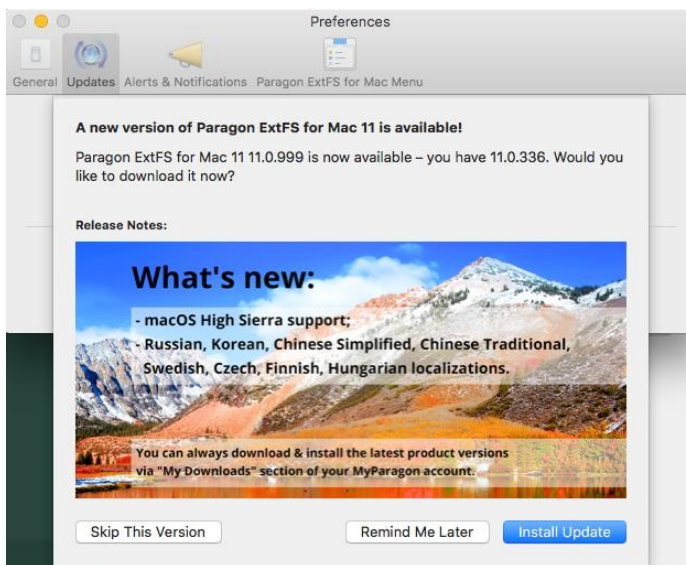 Preferences
General Updates Alerts & Notifications Paragon ExtFS for Mac Menu
A new version of Paragon ExtFS for Mac 11 is available!
Paragon ExtFS for Mac 11 11.0.999 is now available – you have 11.0.336. Would you
like to download it now?
Release Notes:
What's new:
- macOS High Sierra support;
- Russian, Korean, Chinese Simplified, Chinese Traditional,
Swedish, Czech, Finnish, Hungarian localizations.
You can always download & install the latest product versions
via "My Downloads" section of your MyParagon account.
Skip This Version Remind Me Later Install Update